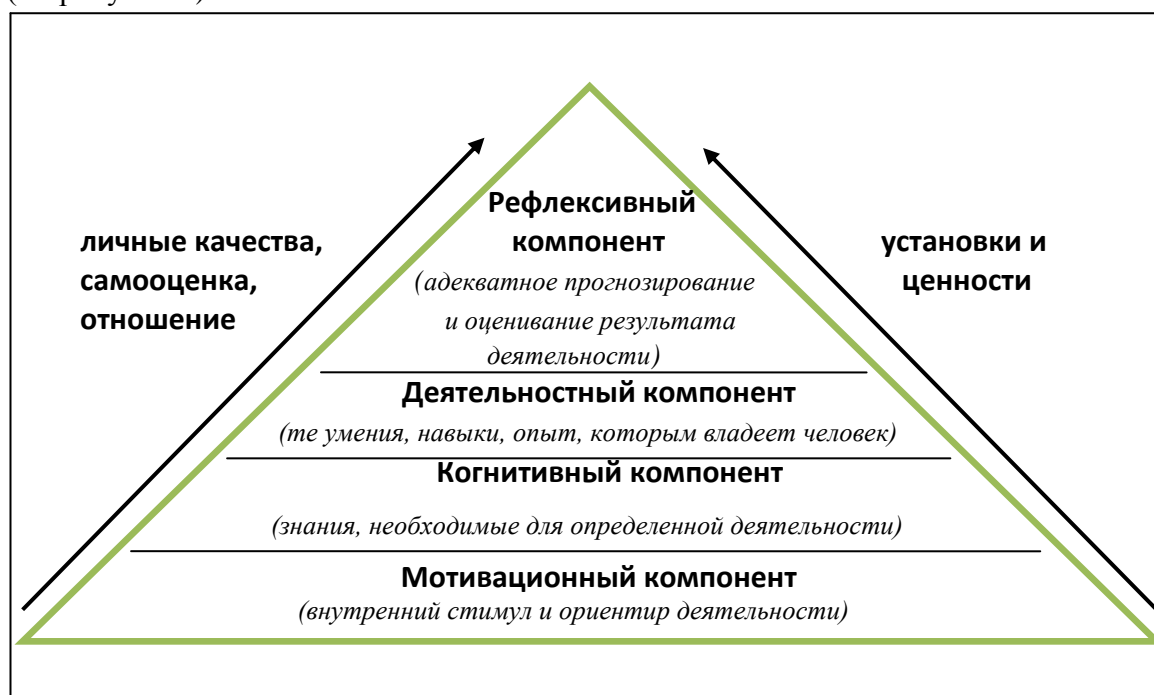 Рефлексивный
компонент
(адекватное прогнозирование
и оценивание результата
деятельности)
личные качества,
самооценка,
отношение
установки и
ценности
Деятельностный компонент
(те умения, навыки, опыт, которым владеет человек)
Когнитивный компонент
(знания, необходимые для определенной деятельности)
Мотивационный компонент
(внутренний стимул и ориентир деятельности)